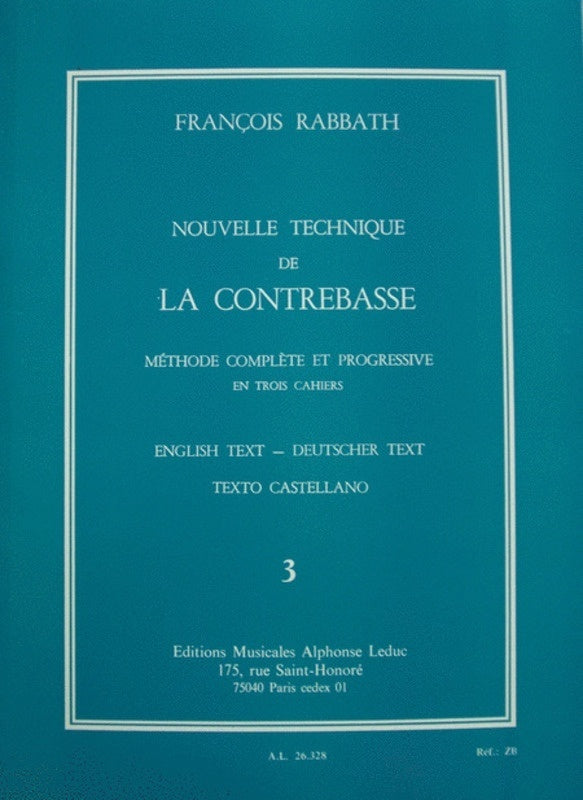 FRANÇOIS RABBATH
NOUVELLE TECHNIQUE
DE
LA CONTREBASSE
MÉTHODE COMPLÈTE ET PROGRESSIVE
EN TROIS CAHIERS
ENGLISH TEXT — DEUTSCHER TEXT
TEXTO CASTELLANO
3
Editions Musicales Alphonse Leduc
175, rue Saint-Honoré
75040 Paris cedex 01
A.L. 26.328
Réf.: ZB